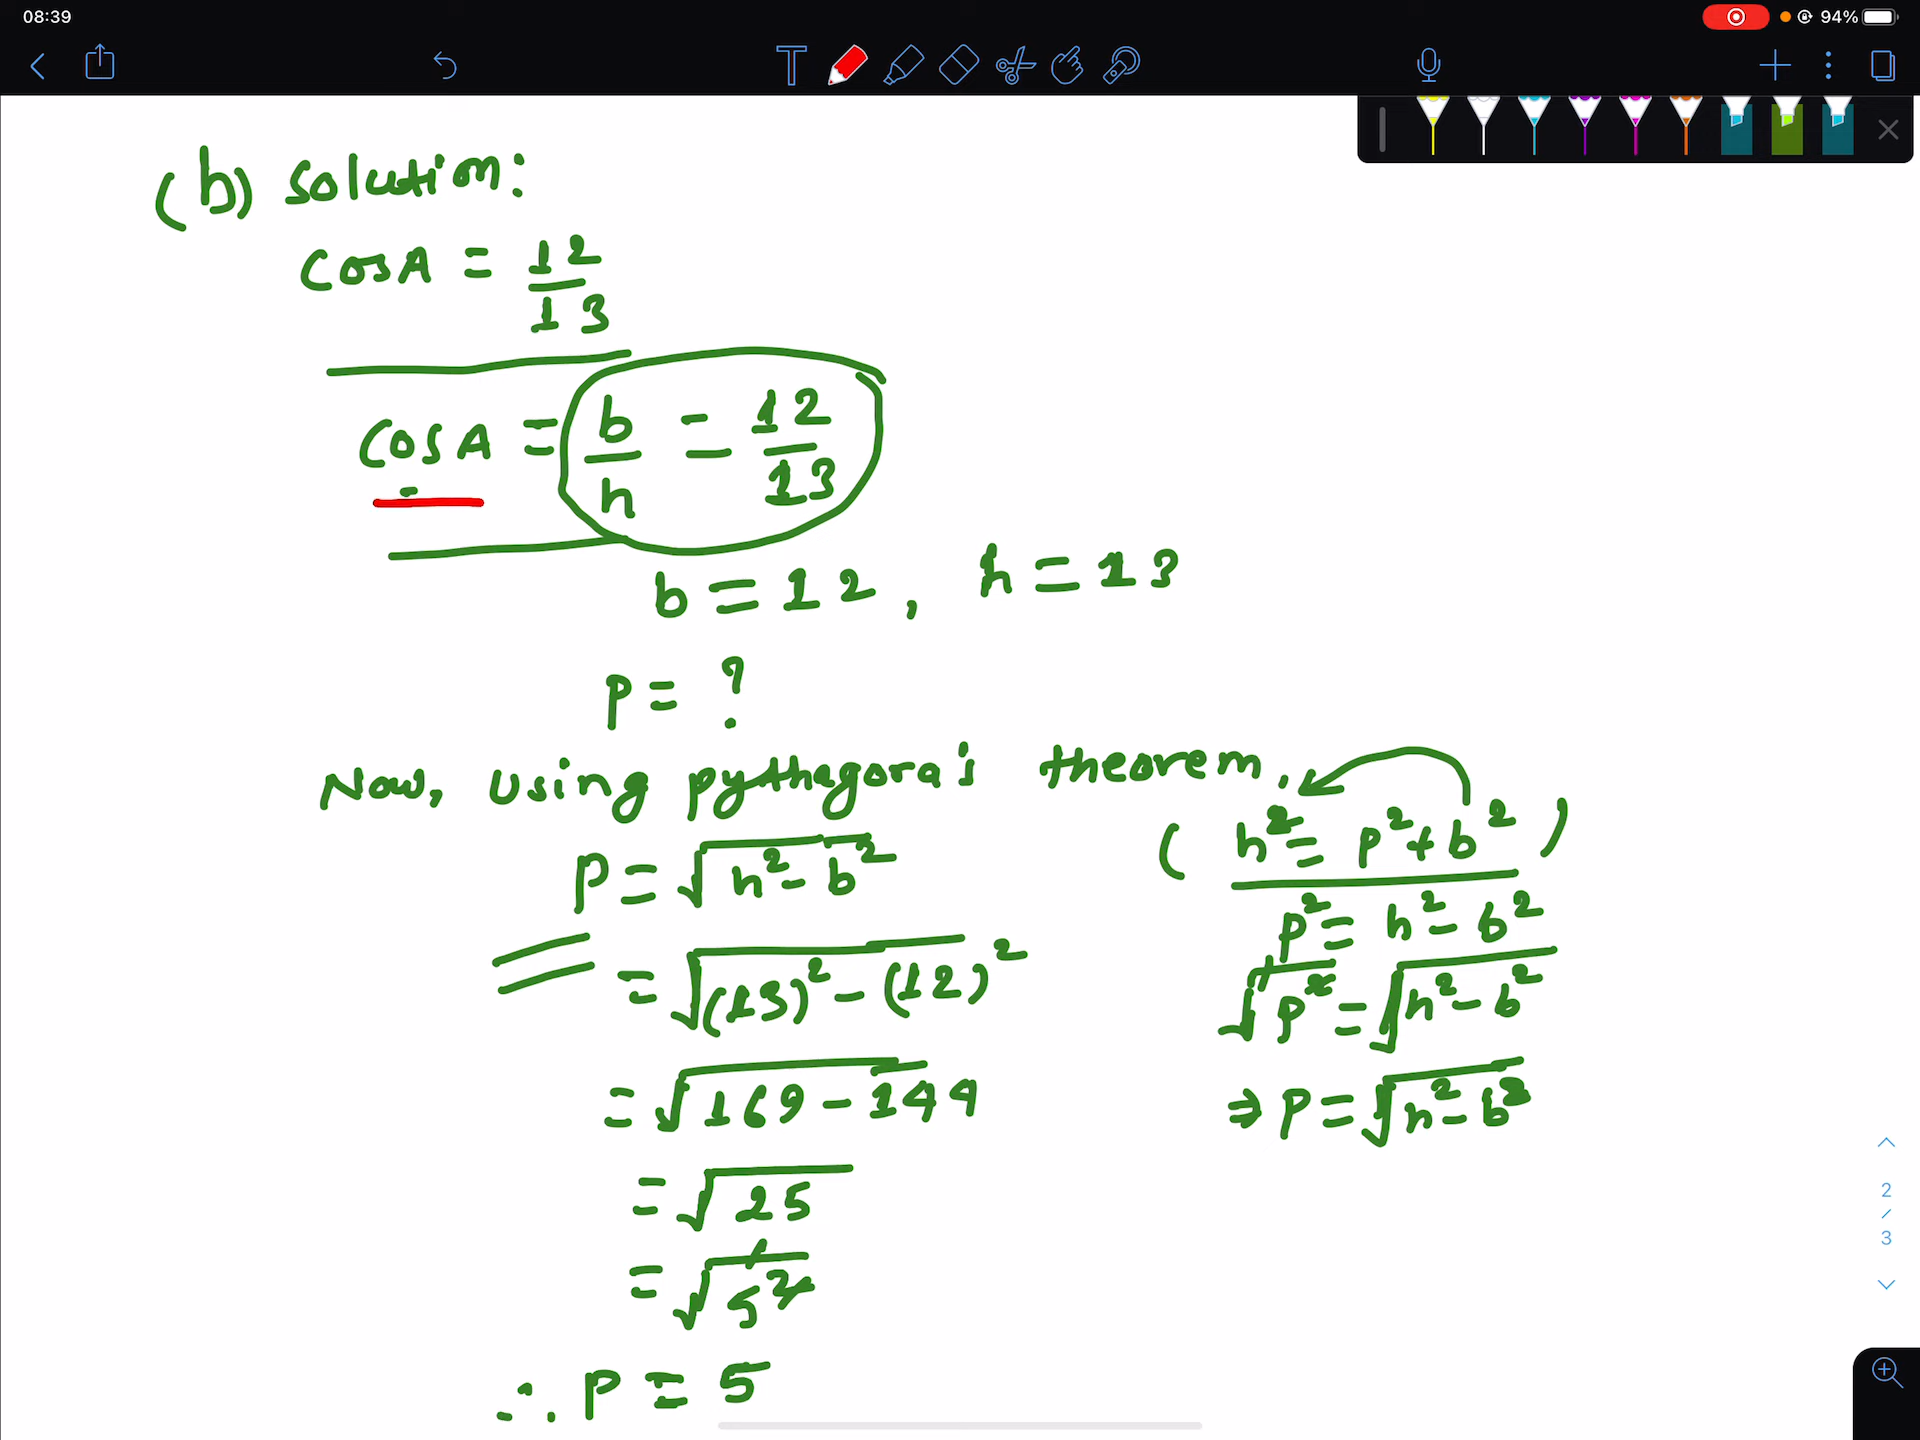 08:39
94%
T
(b) Solution:
CosA = 12/13
CosA = b/h = 12/13
b = 12, h = 13
P = ?
Now, Using pythagora's theorem.
( h² = p² + b² )
P = √(h² - b²)
p² = h² - b²
= √((13)² - (12)²)
√p² = √(h² - b²)
= √(169 - 144)
⇒ P = √(h² - b²)
= √25
= √5²
∴ P = 5
2
/
3